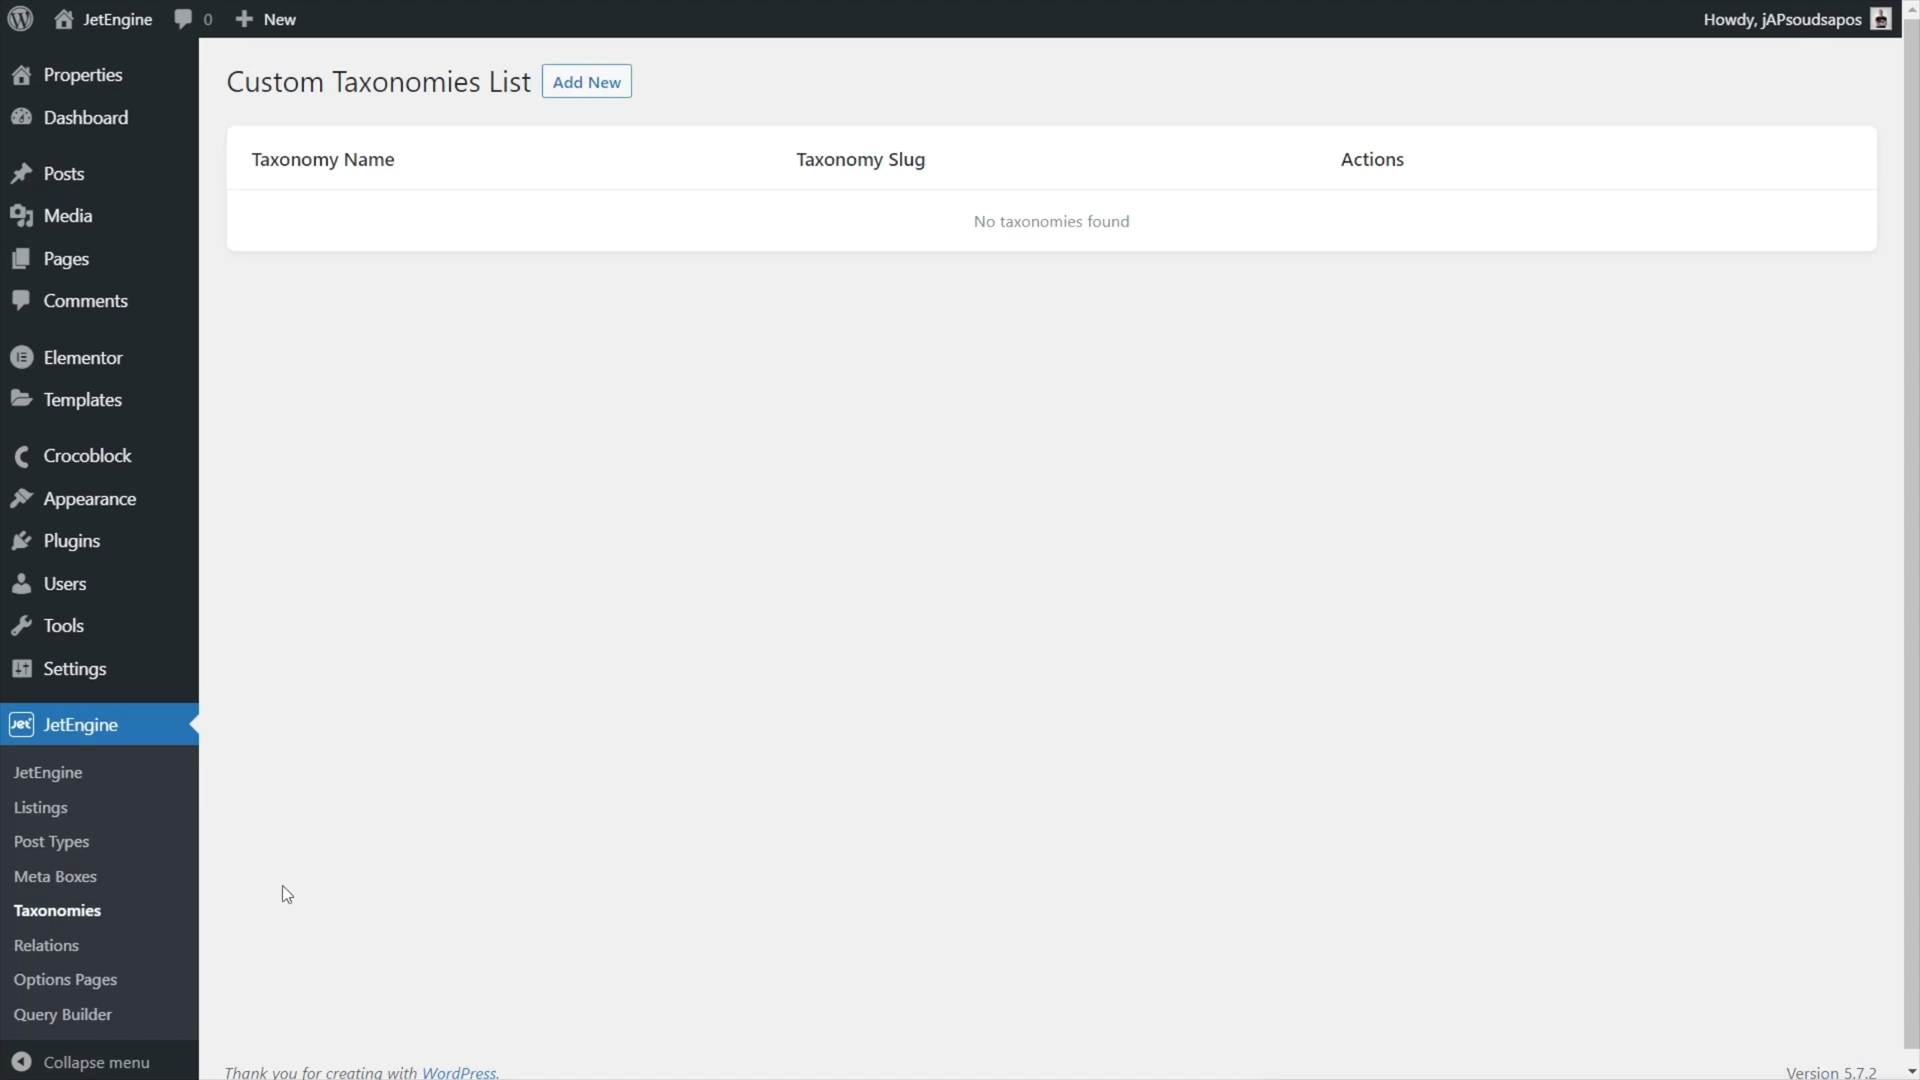 JetEngine
0
New
Howdy, jAPsoudsapos
Properties
Dashboard
Posts
Media
Pages
Comments
Elementor
Templates
Crocoblock
Appearance
Plugins
Users
Tools
Settings
Jet
JetEngine
JetEngine
Listings
Post Types
Meta Boxes
Taxonomies
Relations
Options Pages
Query Builder
Collapse menu
Custom Taxonomies List
Add New
Taxonomy Name Taxonomy Slug Actions
No taxonomies found
Thank you for creating with WordPress.
Version 5.7.2